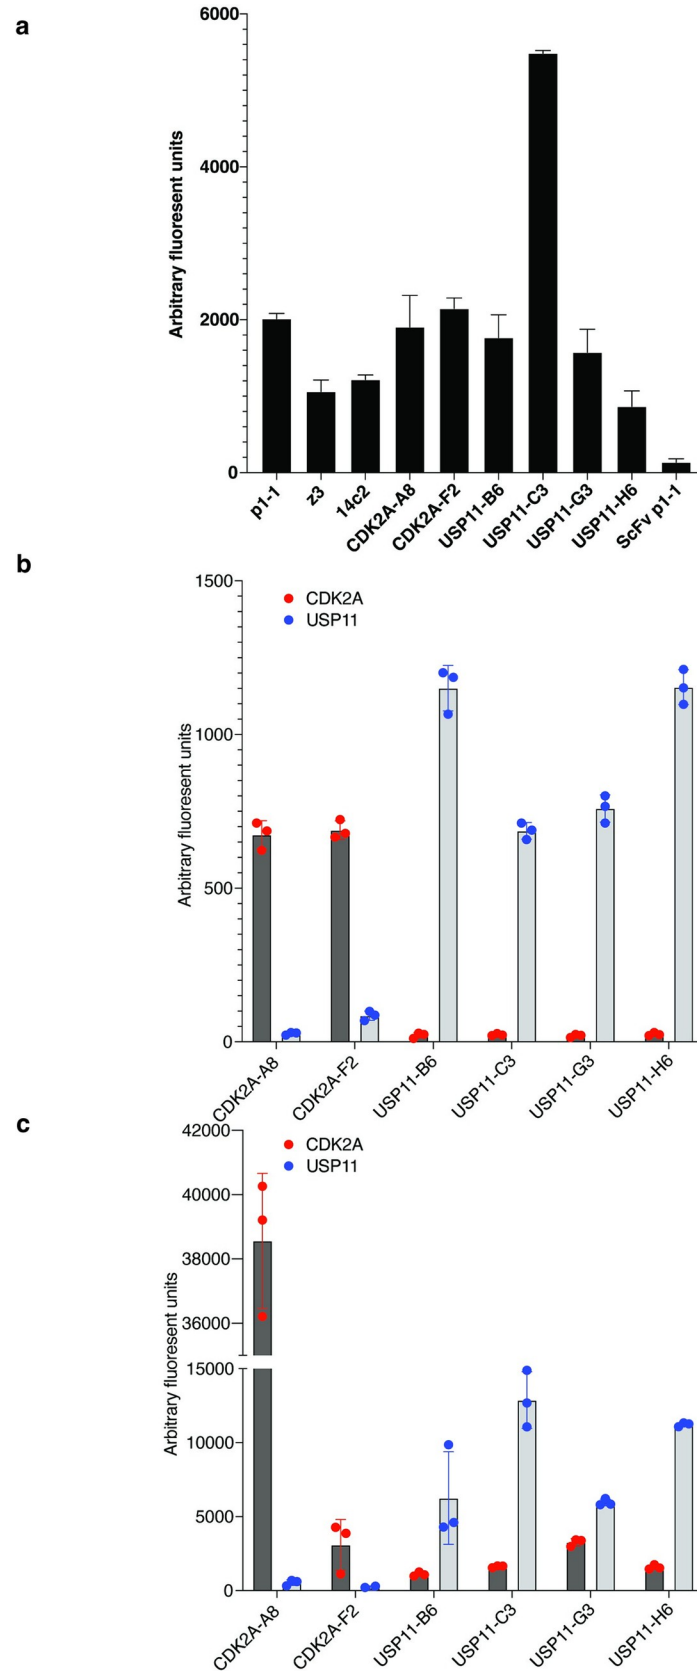 a
6000
4000
2000
0
Arbitrary fluoresent units
p1-1
z3
14c2
CDK2A-A8
CDK2A-F2
USP11-B6
USP11-C3
USP11-G3
USP11-H6
ScFv p1-1
b
1500
1000
500
0
Arbitrary fluoresent units
CDK2A
USP11
CDK2A-A8
CDK2A-F2
USP11-B6
USP11-C3
USP11-G3
USP11-H6
c
42000
40000
38000
36000
15000
10000
5000
0
Arbitrary fluoresent units
CDK2A
USP11
CDK2A-A8
CDK2A-F2
USP11-B6
USP11-C3
USP11-G3
USP11-H6